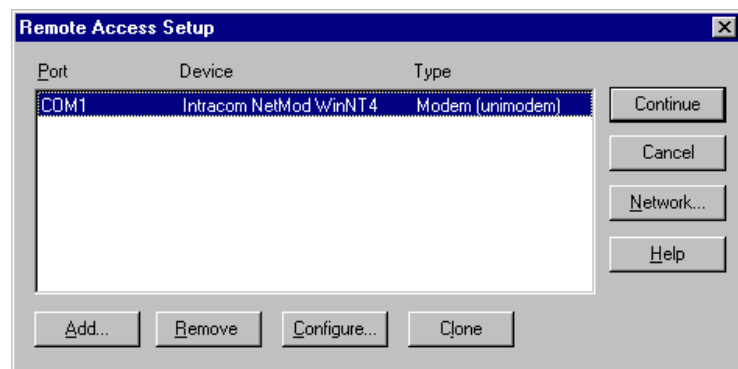 Remote Access Setup
Port Device Type
COM1 Intracom NetMod WinNT4 Modem (unimodem)
Continue
Cancel
Network...
Help
Add... Remove Configure... Clone